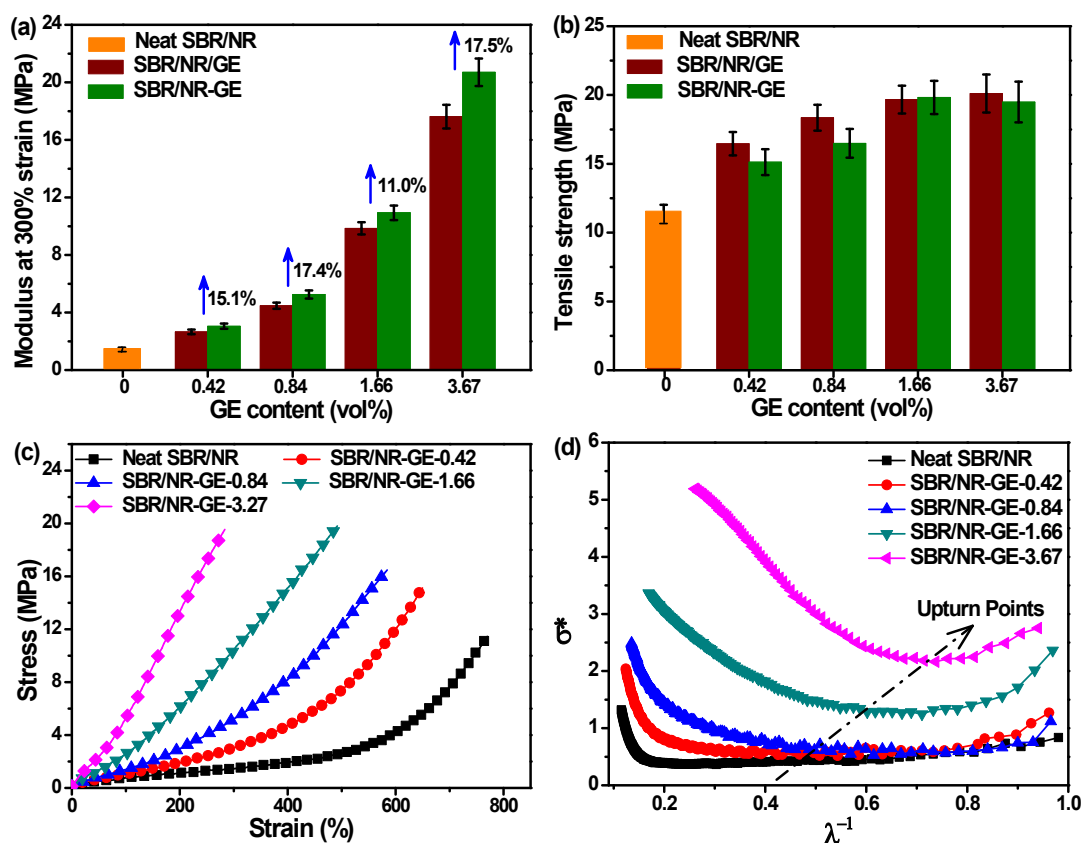 (a)
Neat SBR/NR
SBR/NR/GE
SBR/NR-GE
15.1%
17.4%
11.0%
17.5%
24
20
16
12
8
4
0
Modulus at 300% strain (MPa)
0 0.42 0.84 1.66 3.67
GE content (vol%)
(b)
Neat SBR/NR
SBR/NR/GE
SBR/NR-GE
25
20
15
10
5
0
Tensile strength (MPa)
0 0.42 0.84 1.66 3.67
GE content (vol%)
(c)
Neat SBR/NR
SBR/NR-GE-0.42
SBR/NR-GE-0.84
SBR/NR-GE-1.66
SBR/NR-GE-3.27
24
20
16
12
8
4
0
Stress (MPa)
0 200 400 600 800
Strain (%)
(d)
Neat SBR/NR
SBR/NR-GE-0.42
SBR/NR-GE-0.84
SBR/NR-GE-1.66
SBR/NR-GE-3.67
Upturn Points
6
5
4
3
2
1
0
σ*
0.2 0.4 0.6 0.8 1.0
λ⁻¹